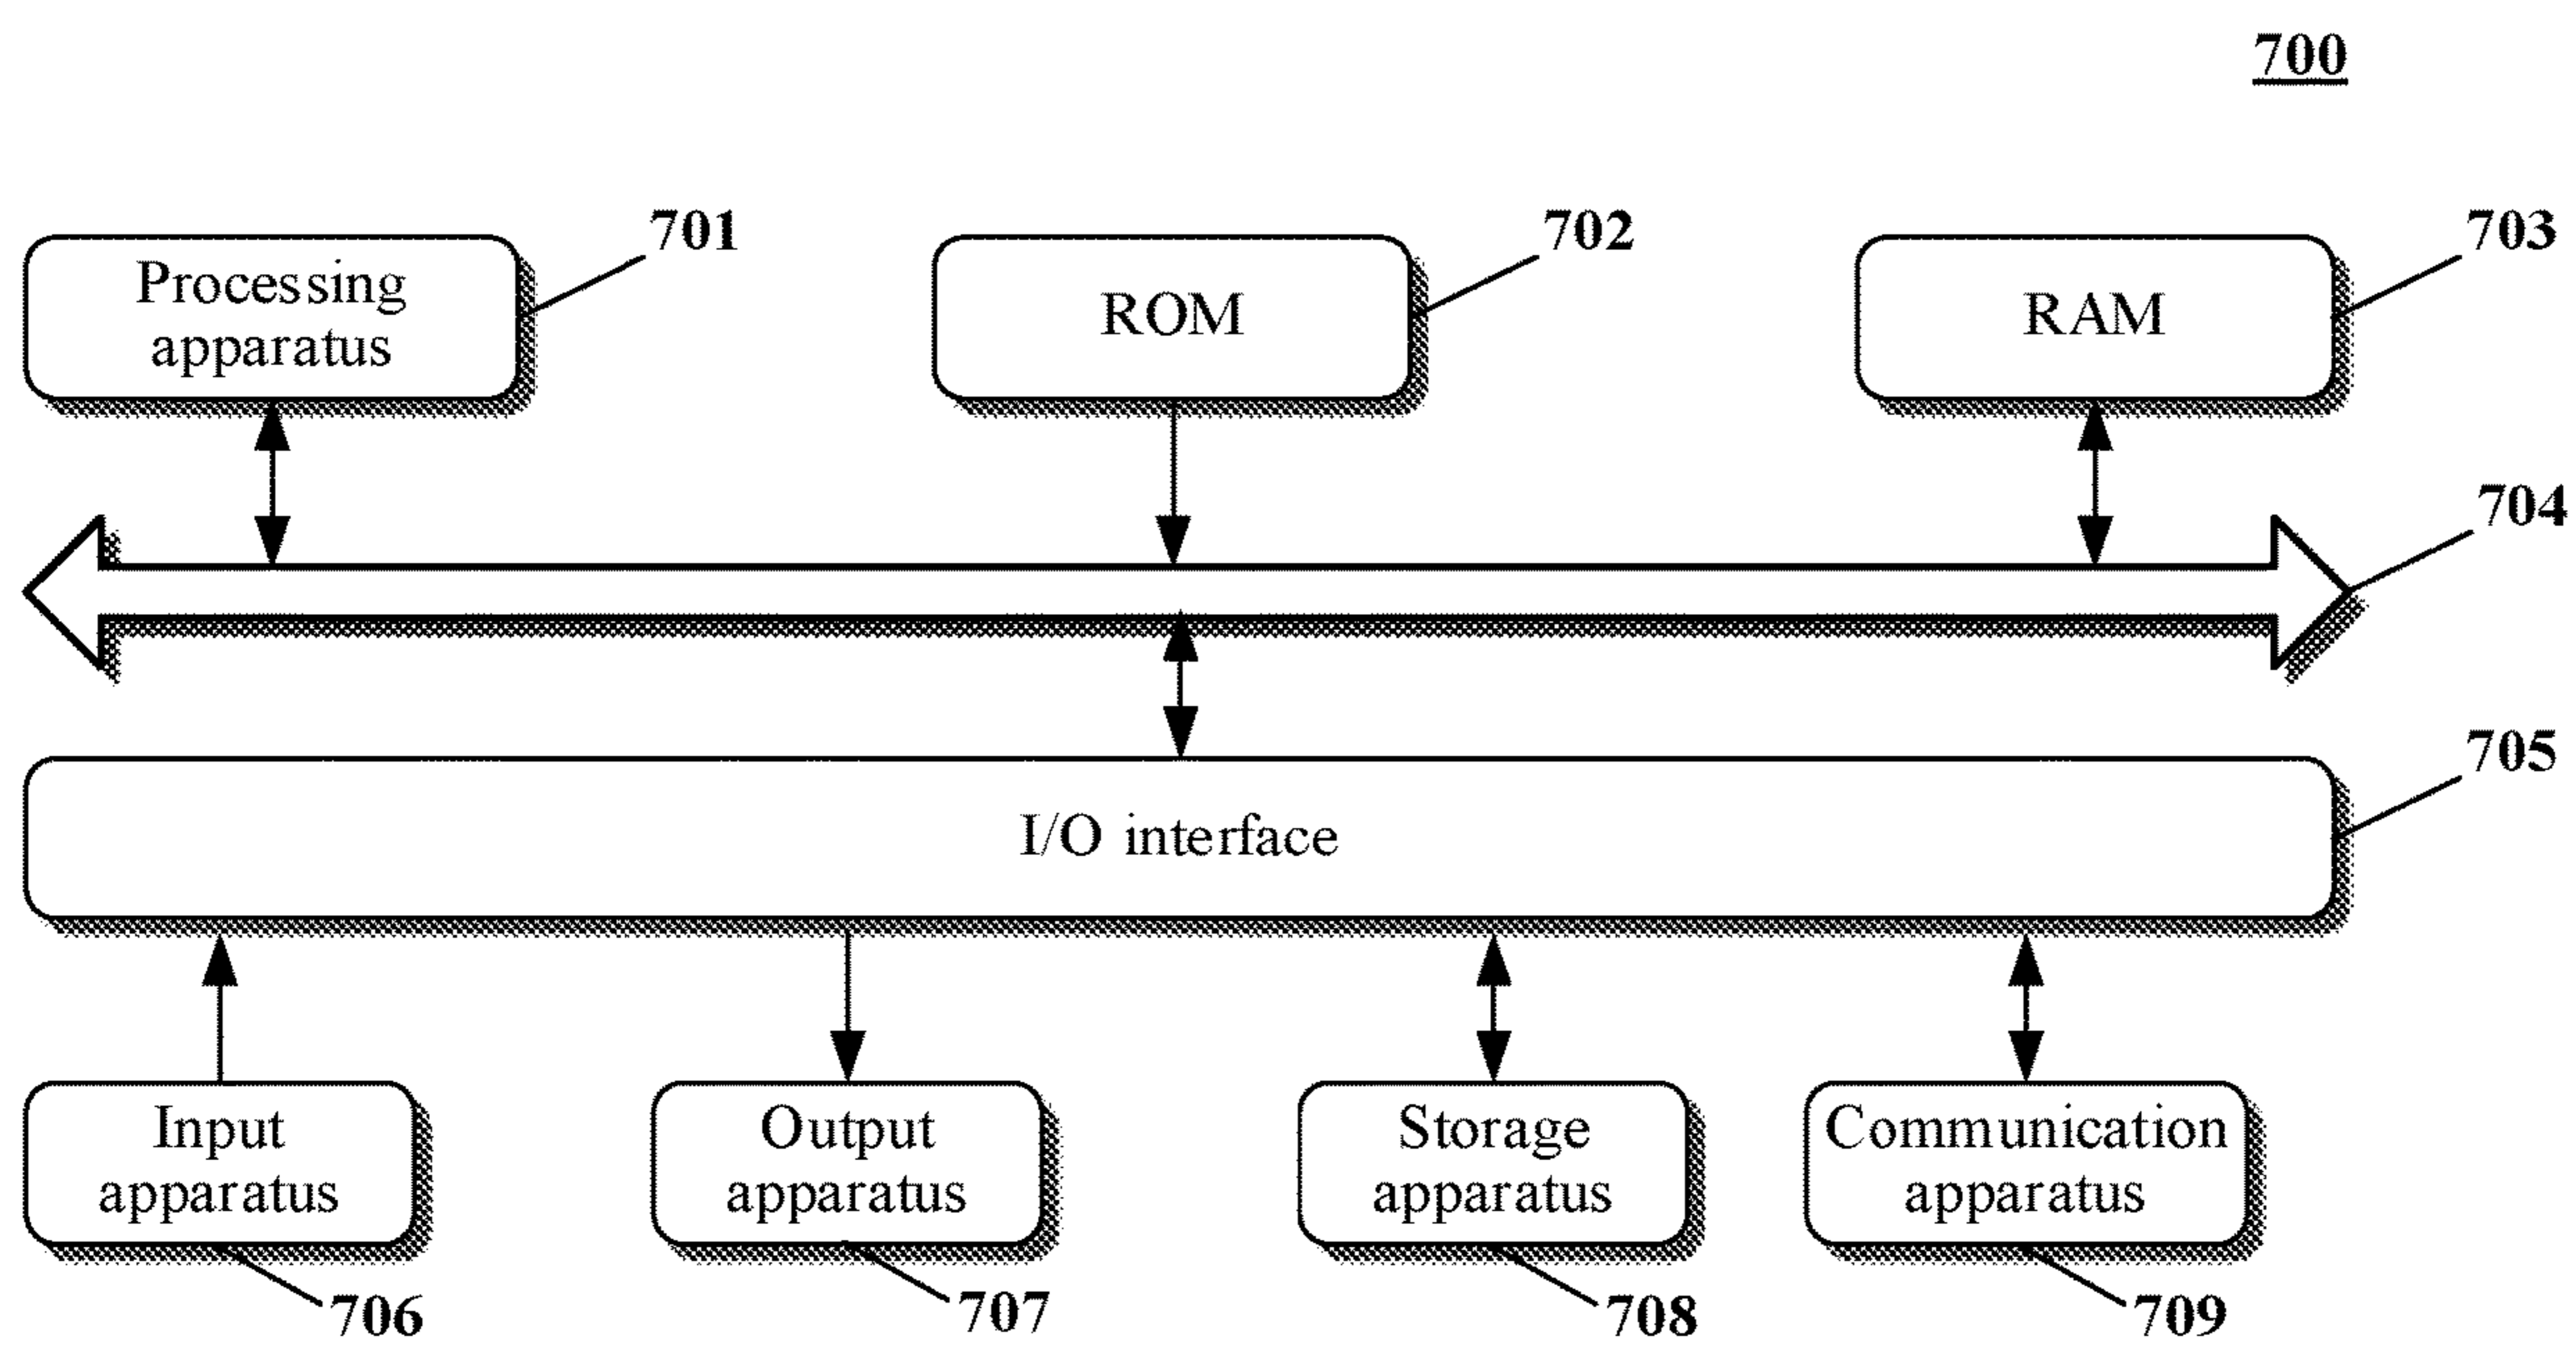 700
701
702
703
Processing
apparatus
ROM
RAM
704
705
I/O interface
Input
apparatus
Output
apparatus
Storage
apparatus
Communication
apparatus
706
707
708
709